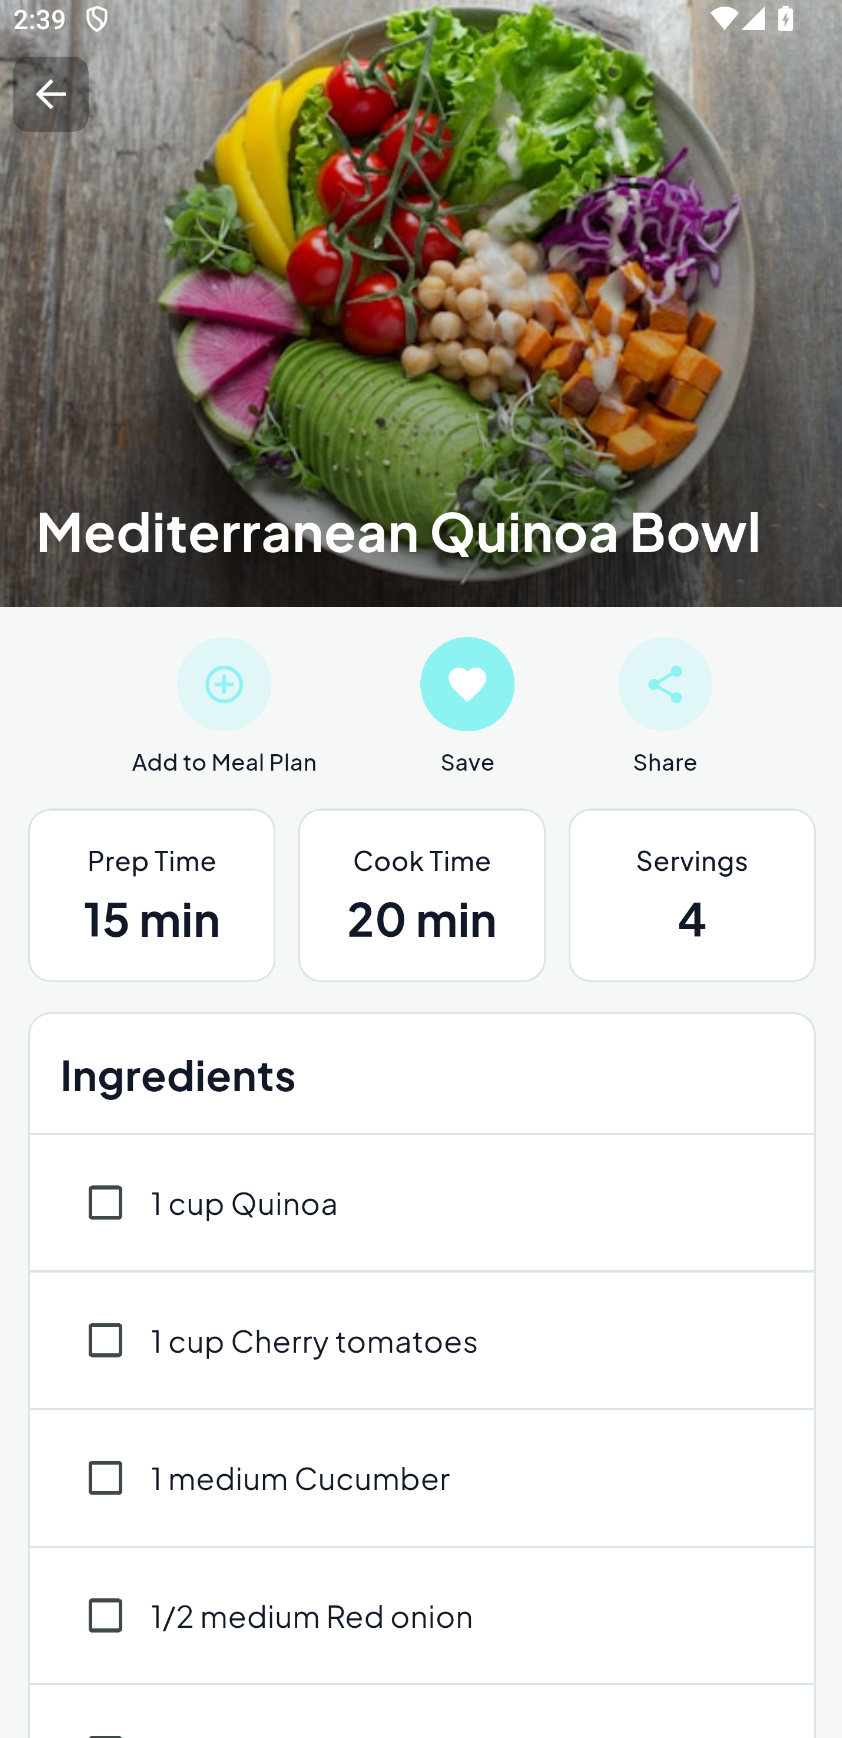 2:39
Mediterranean Quinoa Bowl
Add to Meal Plan
Save
Share
Prep Time
15 min
Cook Time
20 min
Servings
4
Ingredients
1 cup Quinoa
1 cup Cherry tomatoes
1 medium Cucumber
1/2 medium Red onion